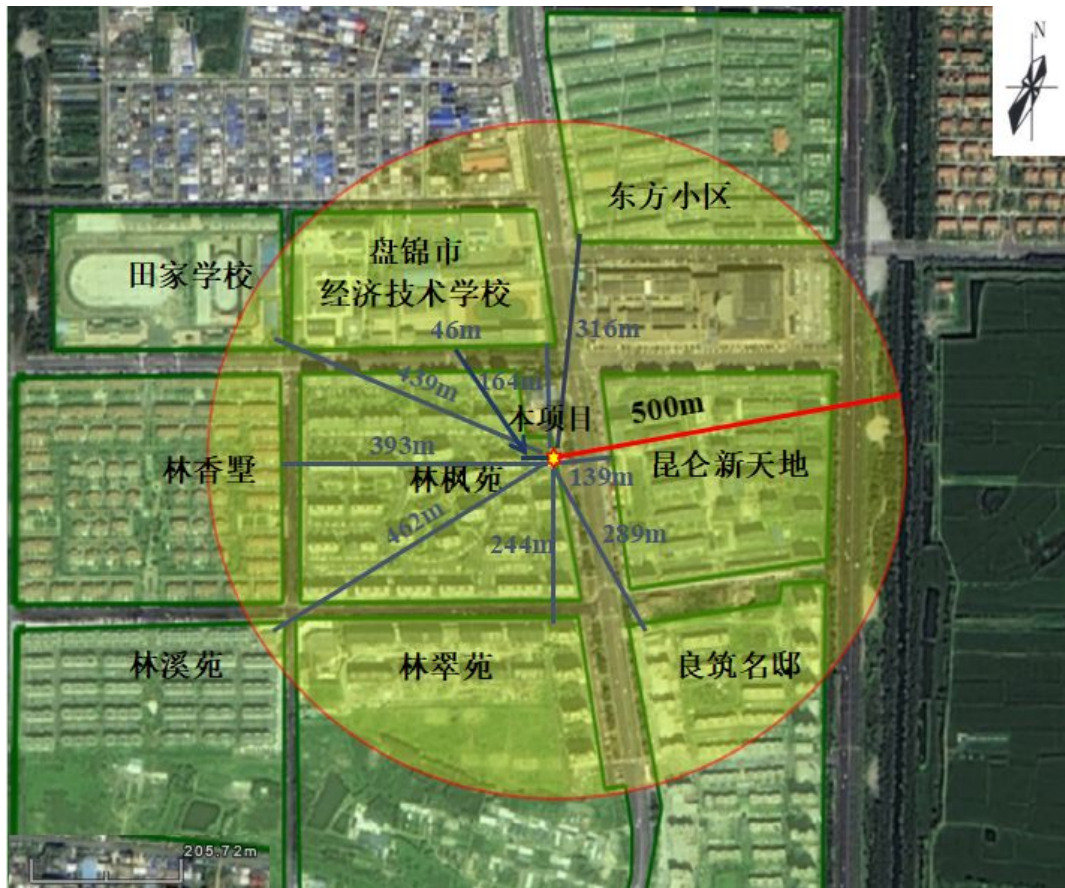 N
东方小区
田家学校
盘锦市
经济技术学校
46m
316m
439m
164m
本项目
500m
林香墅
393m
林枫苑
139m
昆仑新天地
462m
244m
289m
林溪苑
林翠苑
良筑名邸
205.72m